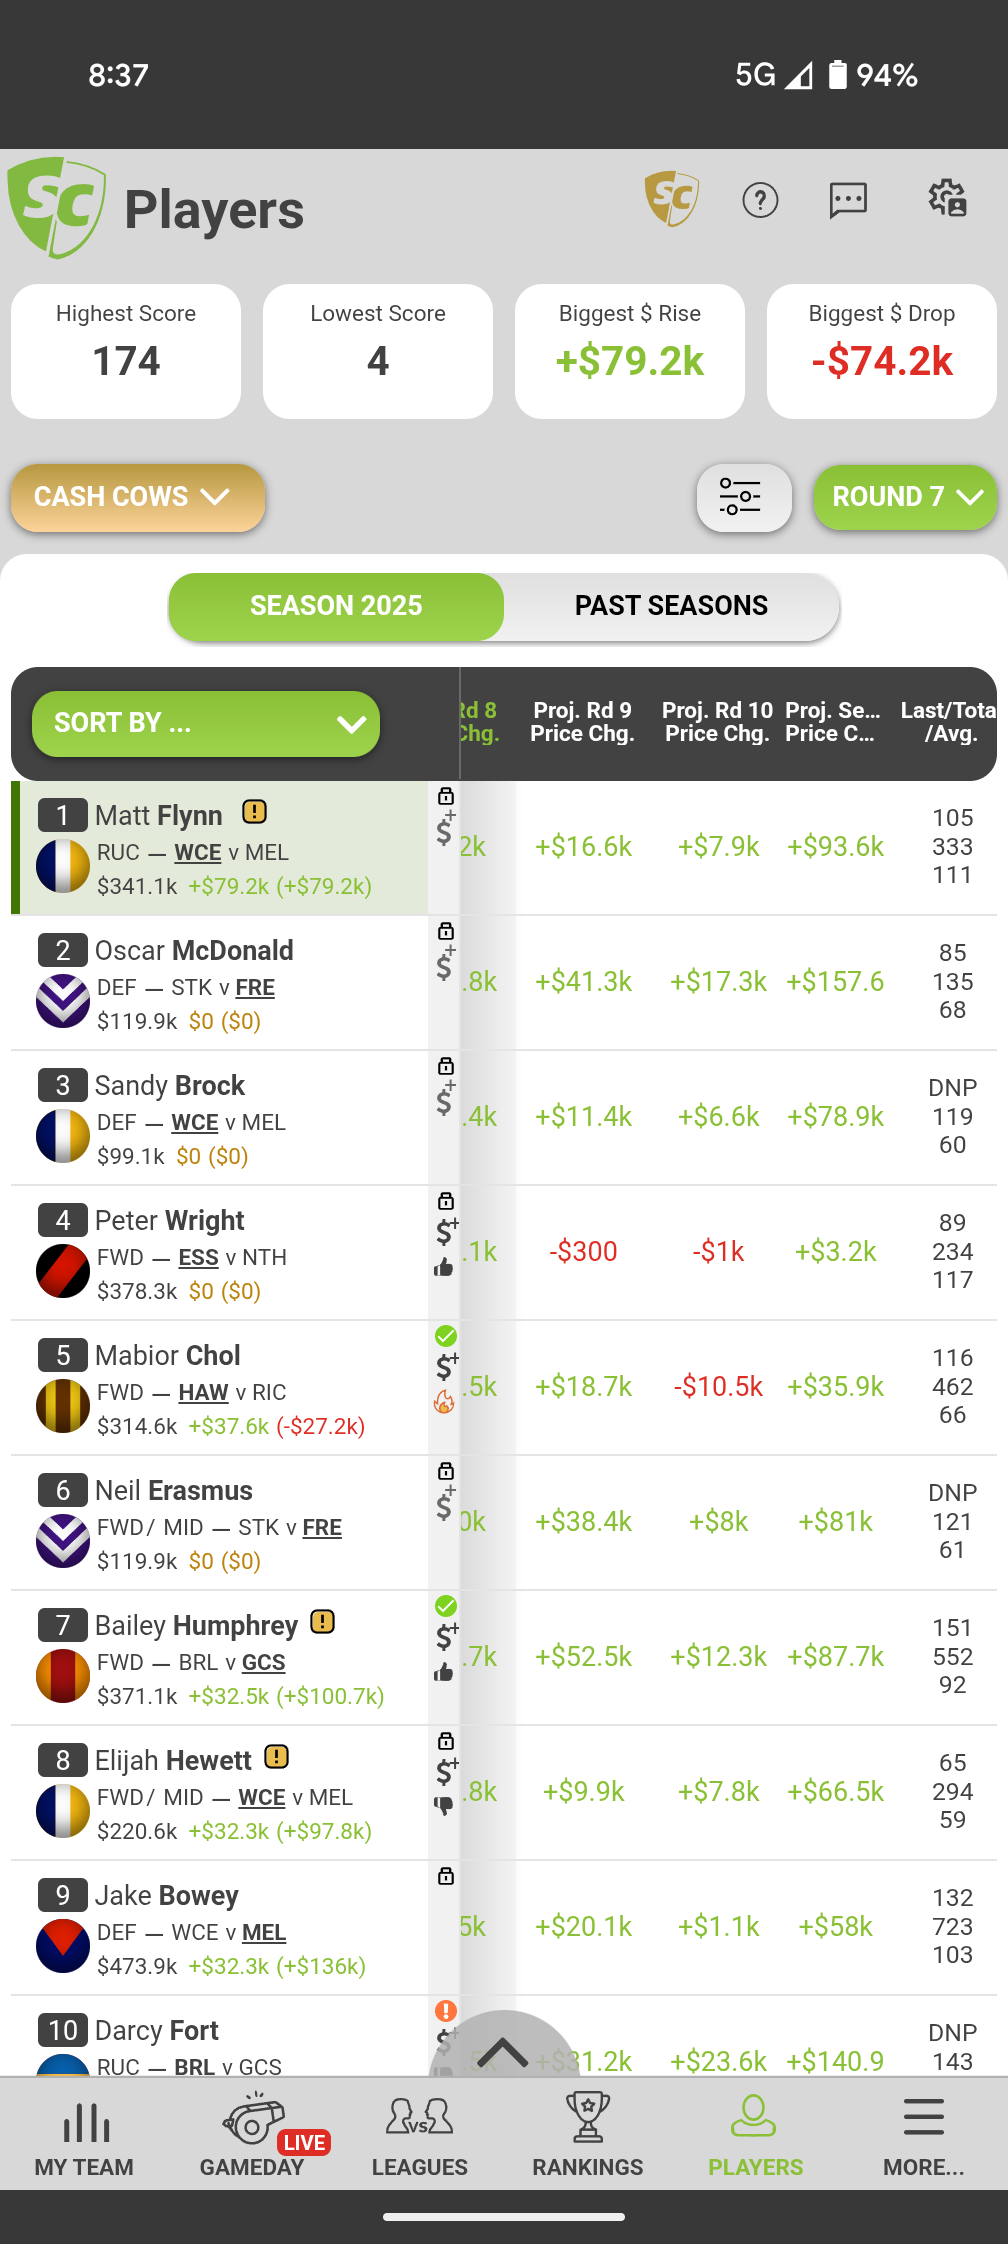 8:37
5G 94%
SC Players SC ?
Highest Score Lowest Score Biggest $ Rise Biggest $ Drop
174 4 +$79.2k -$74.2k
CASH COWS ROUND 7
SEASON 2025 PAST SEASONS
SORT BY ...
Rd 8 Proj. Rd 9 Proj. Rd 10 Proj. Se... Last/Tota
Chg. Price Chg. Price Chg. Price C... /Avg.
1 Matt Flynn !
RUC — WCE v MEL
$341.1k +$79.2k (+$79.2k)
$+
2k +$16.6k +$7.9k +$93.6k
105
333
111
2 Oscar McDonald
DEF — STK v FRE
$119.9k $0 ($0)
$+
.8k +$41.3k +$17.3k +$157.6
85
135
68
3 Sandy Brock
DEF — WCE v MEL
$99.1k $0 ($0)
$+
.4k +$11.4k +$6.6k +$78.9k
DNP
119
60
4 Peter Wright
FWD — ESS v NTH
$378.3k $0 ($0)
$+
.1k -$300 -$1k +$3.2k
89
234
117
5 Mabior Chol
FWD — HAW v RIC
$314.6k +$37.6k (-$27.2k)
$+
.5k +$18.7k -$10.5k +$35.9k
116
462
66
6 Neil Erasmus
FWD/ MID — STK v FRE
$119.9k $0 ($0)
$+
0k +$38.4k +$8k +$81k
DNP
121
61
7 Bailey Humphrey !
FWD — BRL v GCS
$371.1k +$32.5k (+$100.7k)
$+
.7k +$52.5k +$12.3k +$87.7k
151
552
92
8 Elijah Hewett !
FWD/ MID — WCE v MEL
$220.6k +$32.3k (+$97.8k)
$+
.8k +$9.9k +$7.8k +$66.5k
65
294
59
9 Jake Bowey
DEF — WCE v MEL
$473.9k +$32.3k (+$136k)
5k +$20.1k +$1.1k +$58k
132
723
103
10 Darcy Fort
RUC — BRL v GCS
!
$+
.5k +$31.2k +$23.6k +$140.9
DNP
143
VS
LIVE
MY TEAM GAMEDAY LEAGUES RANKINGS PLAYERS MORE...